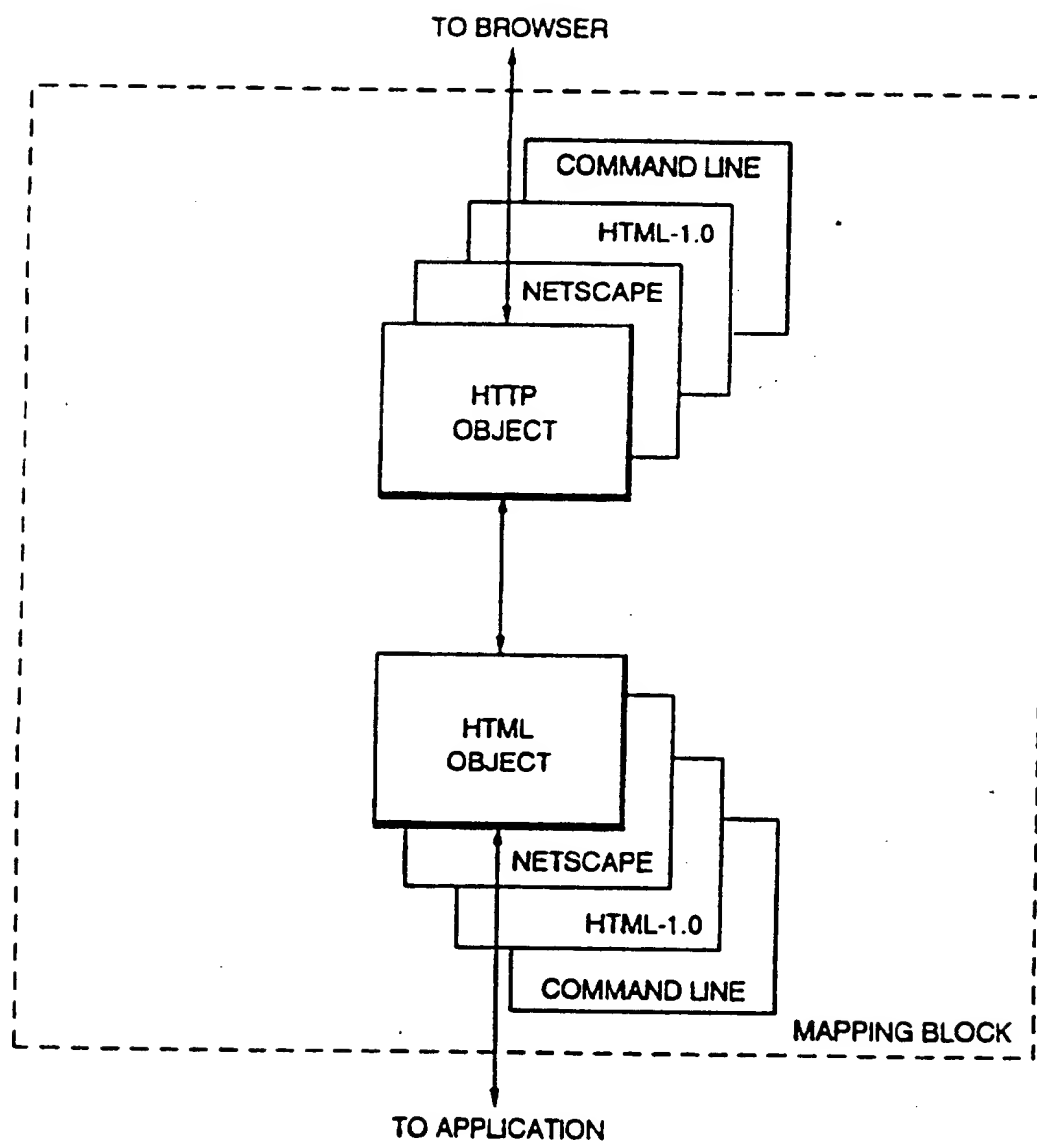 TO BROWSER
COMMAND LINE
HTML-1.0
NETSCAPE
HTTP
OBJECT
HTML
OBJECT
NETSCAPE
HTML-1.0
COMMAND LINE
MAPPING BLOCK
TO APPLICATION